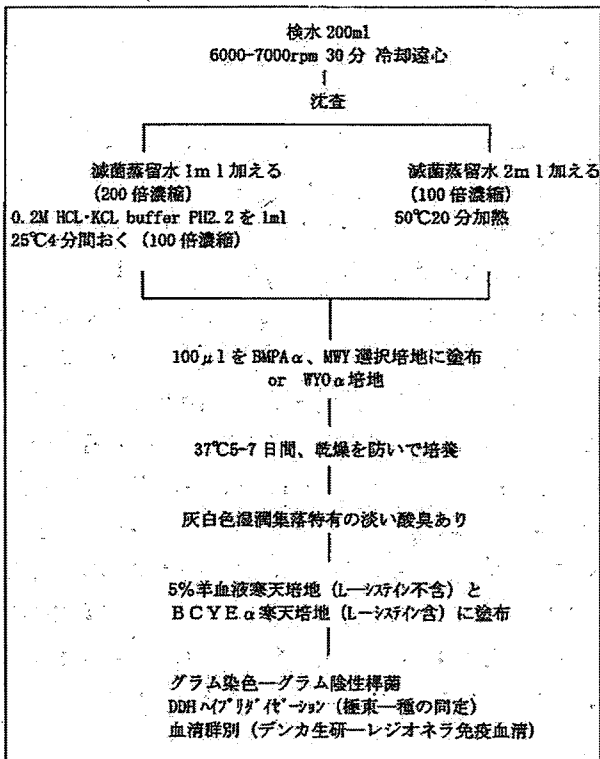 検水 200ml
6000-7000rpm 30分 冷却遠心
沈査
滅菌蒸留水 1ml 加える
(200倍濃縮)
0.2M HCL・KCL buffer PH2.2 を 1ml
25℃4分間おく (100倍濃縮)
滅菌蒸留水 2ml 加える
(100倍濃縮)
50℃20分加熱
100μl を BMPAα、MWY 選択培地に塗布
or WYOα培地
37℃5-7日間、乾燥を防いで培養
灰白色湿潤集落特有の淡い酸臭あり
5%羊血液寒天培地 (L-システイン不含) と
BCYE.α寒天培地 (L-システイン含) に塗布
グラム染色―グラム陰性桿菌
DDH ハイブリダイゼーション (極東―種の同定)
血清群別 (デンカ生研―レジオネラ免疫血清)